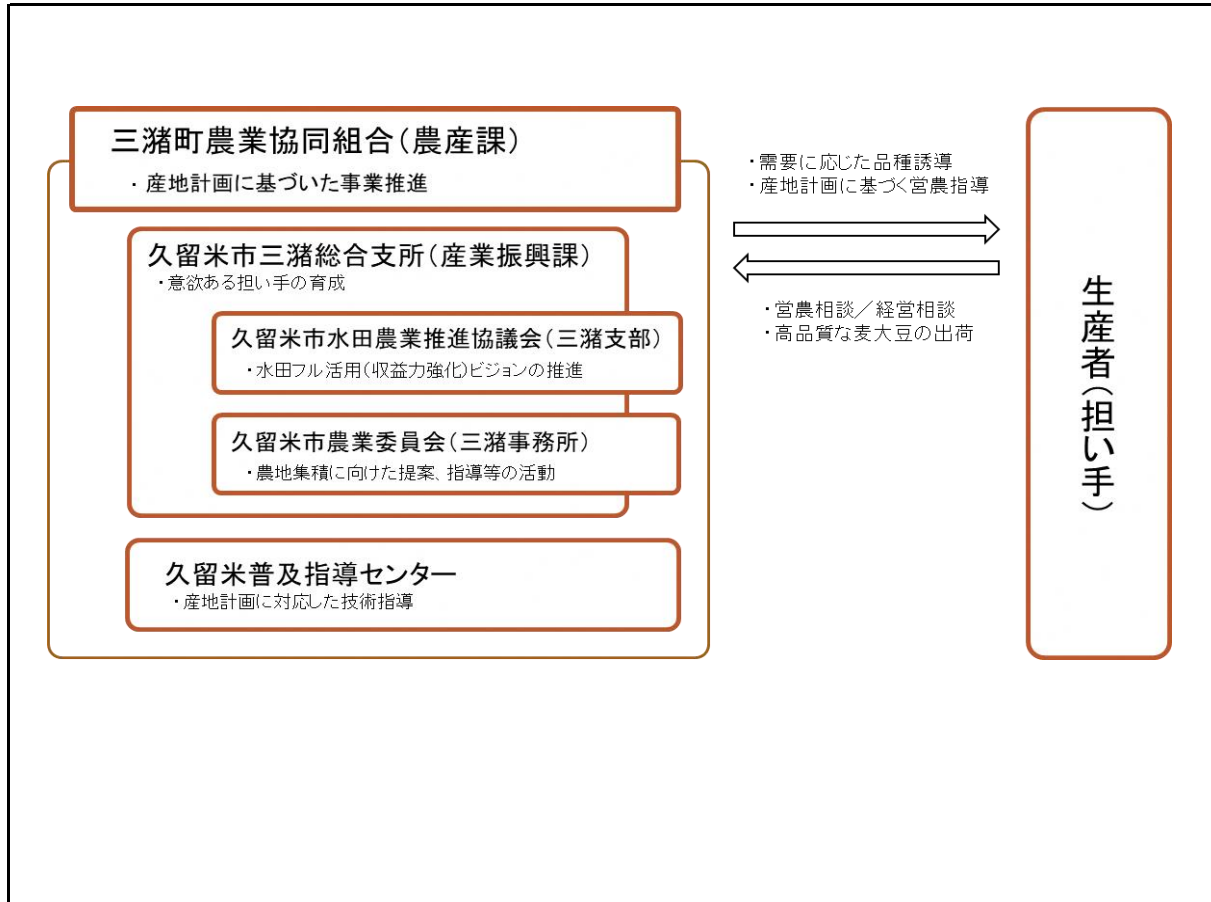 三潴町農業協同組合（農産課）
・産地計画に基づいた事業推進
久留米市三潴総合支所（産業振興課）
・意欲ある担い手の育成
久留米市水田農業推進協議会（三潴支部）
・水田フル活用（収益力強化）ビジョンの推進
久留米市農業委員会（三潴事務所）
・農地集積に向けた提案、指導等の活動
久留米普及指導センター
・産地計画に対応した技術指導
・需要に応じた品種誘導
・産地計画に基づく営農指導
・営農相談／経営相談
・高品質な麦大豆の出荷
生産者（担い手）